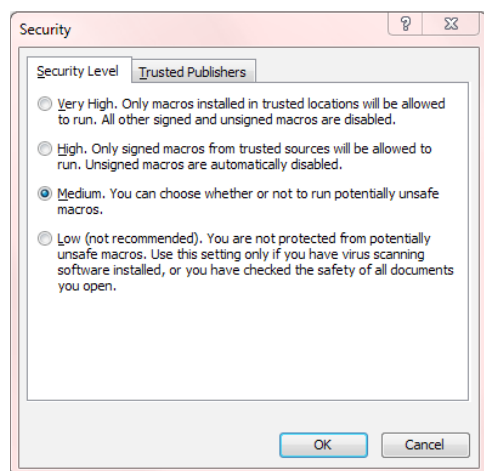 Security
?
Security Level Trusted Publishers
Very High. Only macros installed in trusted locations will be allowed
to run. All other signed and unsigned macros are disabled.
High. Only signed macros from trusted sources will be allowed to
run. Unsigned macros are automatically disabled.
Medium. You can choose whether or not to run potentially unsafe
macros.
Low (not recommended). You are not protected from potentially
unsafe macros. Use this setting only if you have virus scanning
software installed, or you have checked the safety of all documents
you open.
OK Cancel